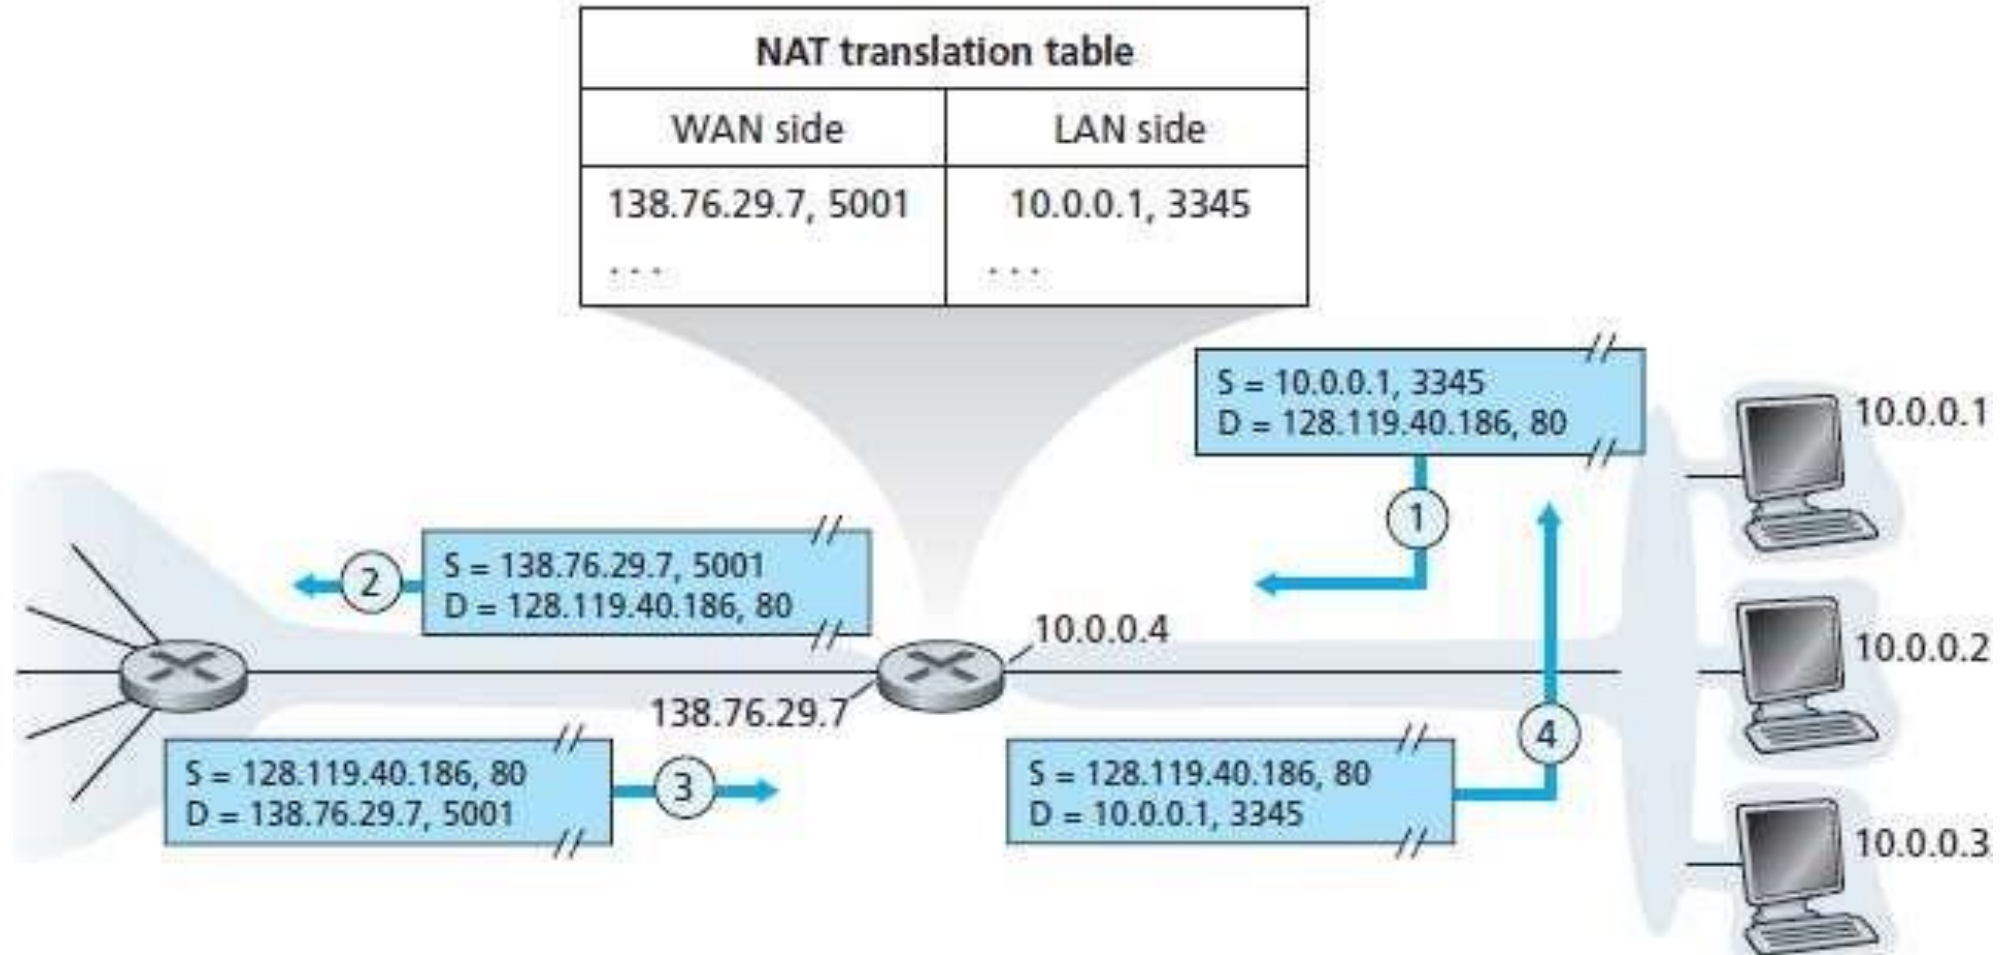 NAT translation table
WAN side
LAN side
138.76.29.7, 5001
10.0.0.1, 3345
. . .
. . .
S = 10.0.0.1, 3345
D = 128.119.40.186, 80
10.0.0.1
1
2
S = 138.76.29.7, 5001
D = 128.119.40.186, 80
10.0.0.4
10.0.0.2
138.76.29.7
4
S = 128.119.40.186, 80
D = 138.76.29.7, 5001
3
S = 128.119.40.186, 80
D = 10.0.0.1, 3345
10.0.0.3